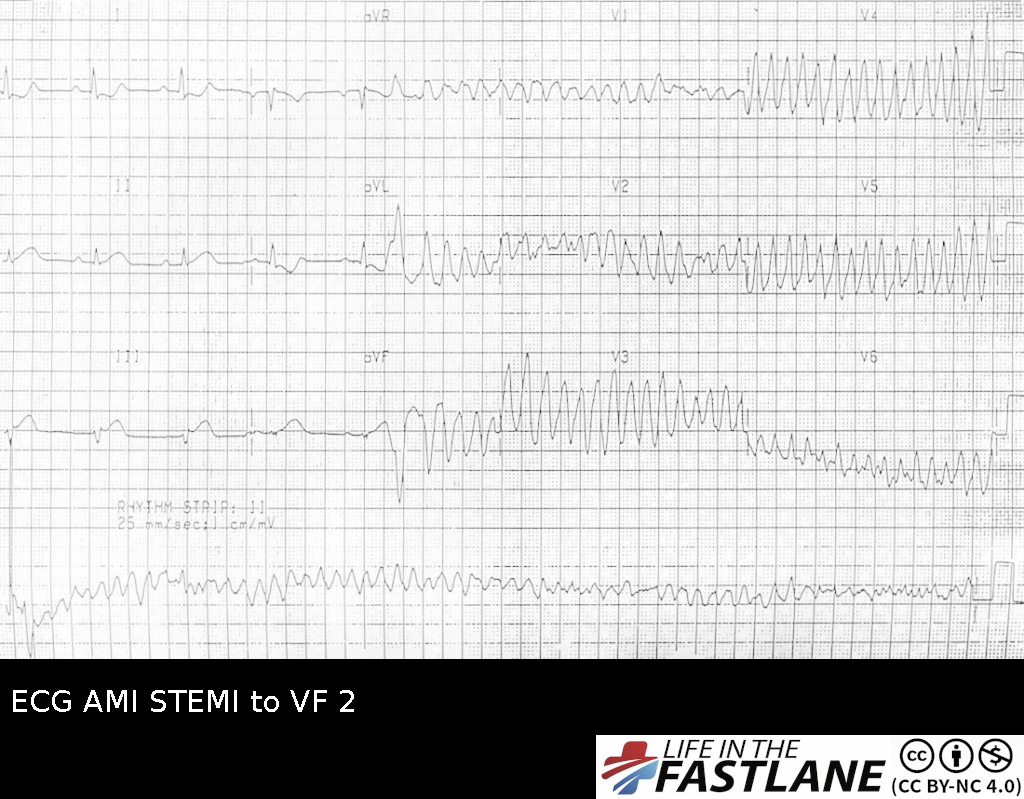 I aVR V1 V4
II aVL V2 V5
III aVF V3 V6
RHYTHM STRIP: II
25 mm/sec; 1 cm/mV
ECG AMI STEMI to VF 2
LIFE IN THE
FASTLANE
cc
(CC BY-NC 4.0)